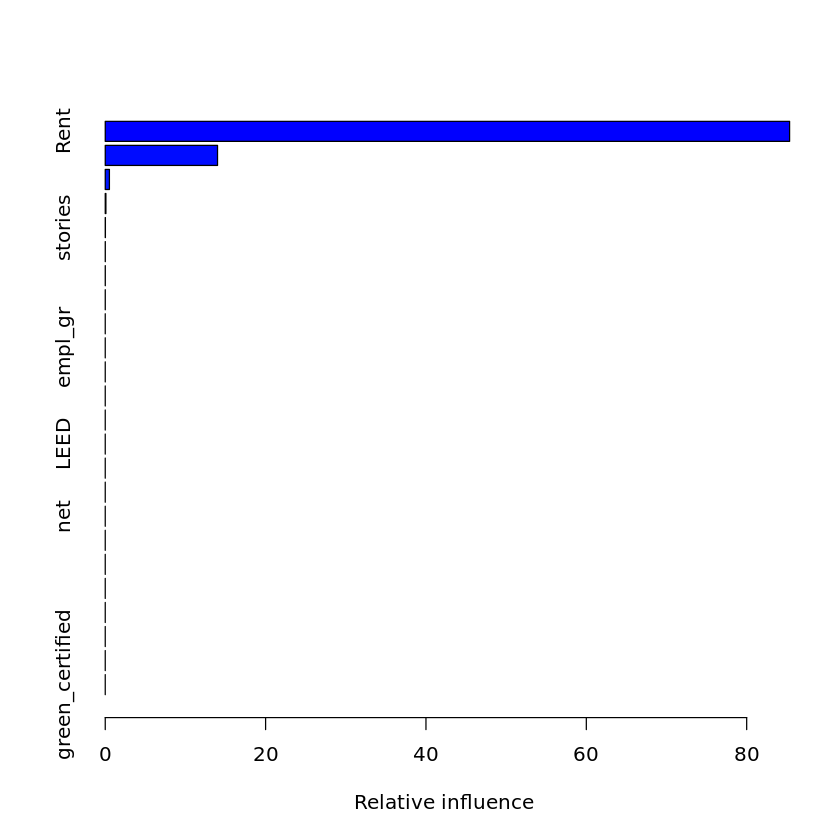 Rent
stories
empl_gr
LEED
net
green_certified
0 20 40 60 80
Relative influence